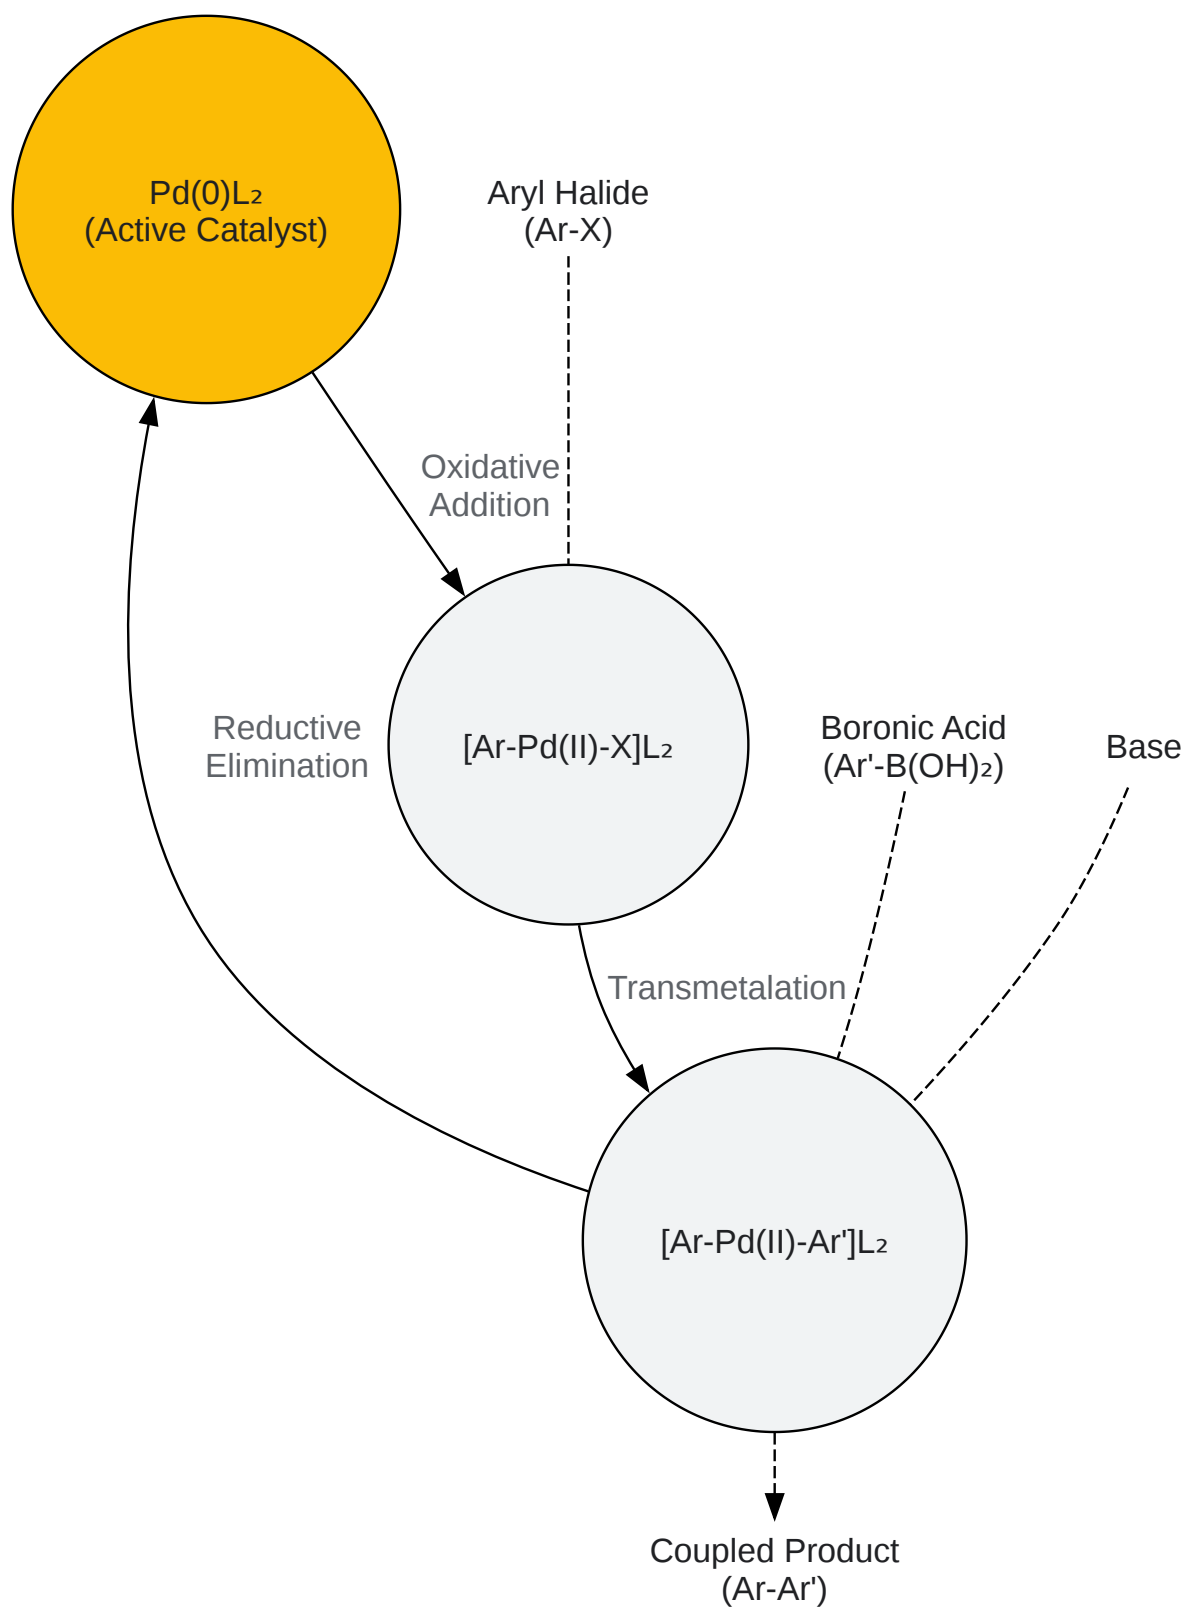 Pd(0)L₂
(Active Catalyst)
Aryl Halide
(Ar-X)
Oxidative
Addition
Reductive
Elimination
[Ar-Pd(II)-X]L₂
Boronic Acid
(Ar'-B(OH)₂)
Base
Transmetalation
[Ar-Pd(II)-Ar']L₂
Coupled Product
(Ar-Ar')